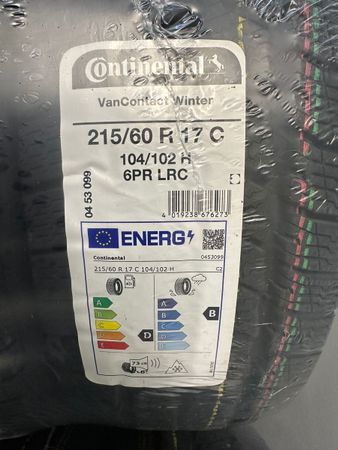 Continental
VanContact Winter
215/60 R 17 C
104/102 H
6PR LRC
04 53 099
4 019238 676273
ENERG
Continental
0453099
215/60 R 17 C 104/102 H
C2
A
B
C
D
E
D
A
B
C
D
E
B
73 dB